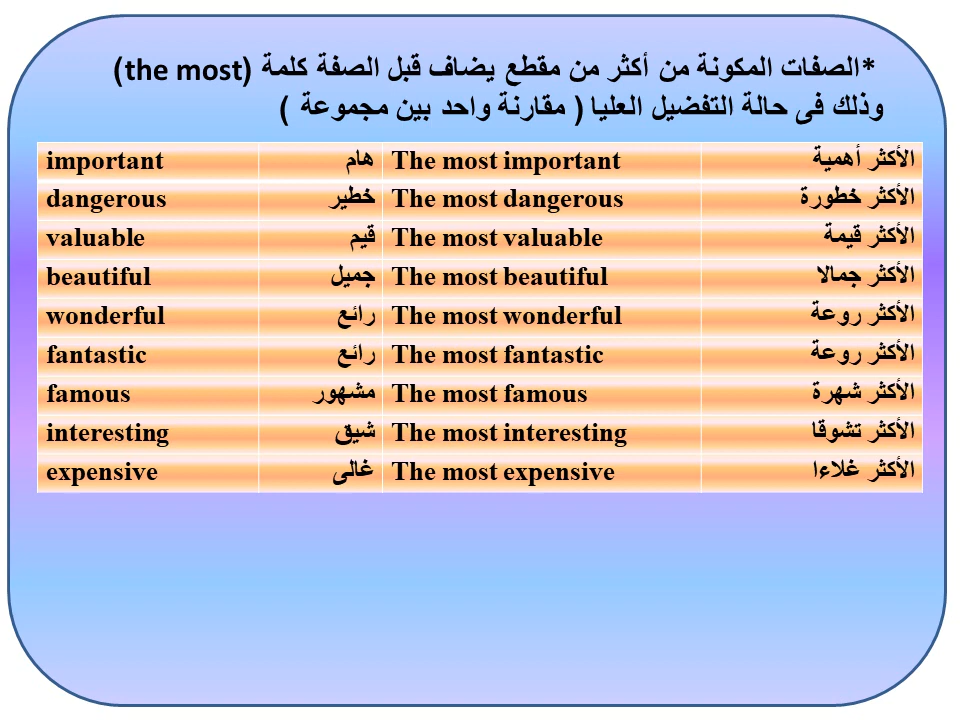 *الصفات المكونة من أكثر من مقطع يضاف قبل الصفة كلمة (the most)
وذلك فى حالة التفضيل العليا ( مقارنة واحد بين مجموعة )
important هام The most important الأكثر أهمية
dangerous خطير The most dangerous الأكثر خطورة
valuable قيم The most valuable الأكثر قيمة
beautiful جميل The most beautiful الأكثر جمالا
wonderful رائع The most wonderful الأكثر روعة
fantastic رائع The most fantastic الأكثر روعة
famous مشهور The most famous الأكثر شهرة
interesting شيق The most interesting الأكثر تشوقا
expensive غالى The most expensive الأكثر غلاءا